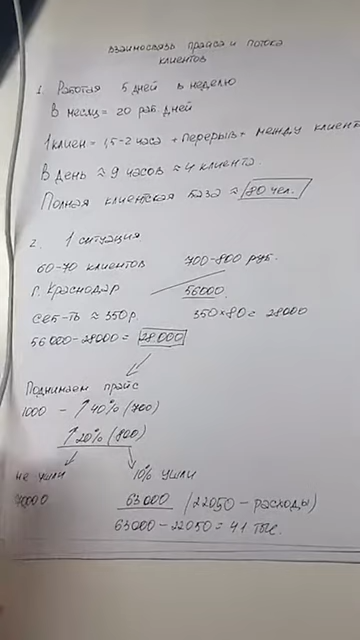 взаимосвязь прайса и потока
клиентов
1. Работая 5 дней в неделю
В месяц = 20 раб. дней
1 клиен = 1,5-2 часа + перерыв + между клиент
В день ≈ 9 часов ≈ 4 клиента.
Полная клиентская база ≈ 80 чел.
2. 1 ситуация
60-70 клиентов 700-800 руб.
г. Краснодар 56000
себ-ть ≈ 350р. 350×80 = 28000
56000-28000 = 28000
Поднимаем прайс
1000 - ↑ 40% (700)
↑ 20% (800)
не ушли 10% ушли
0000 63000 (22050 - расходы)
63000 - 22050 = 41 тыс.